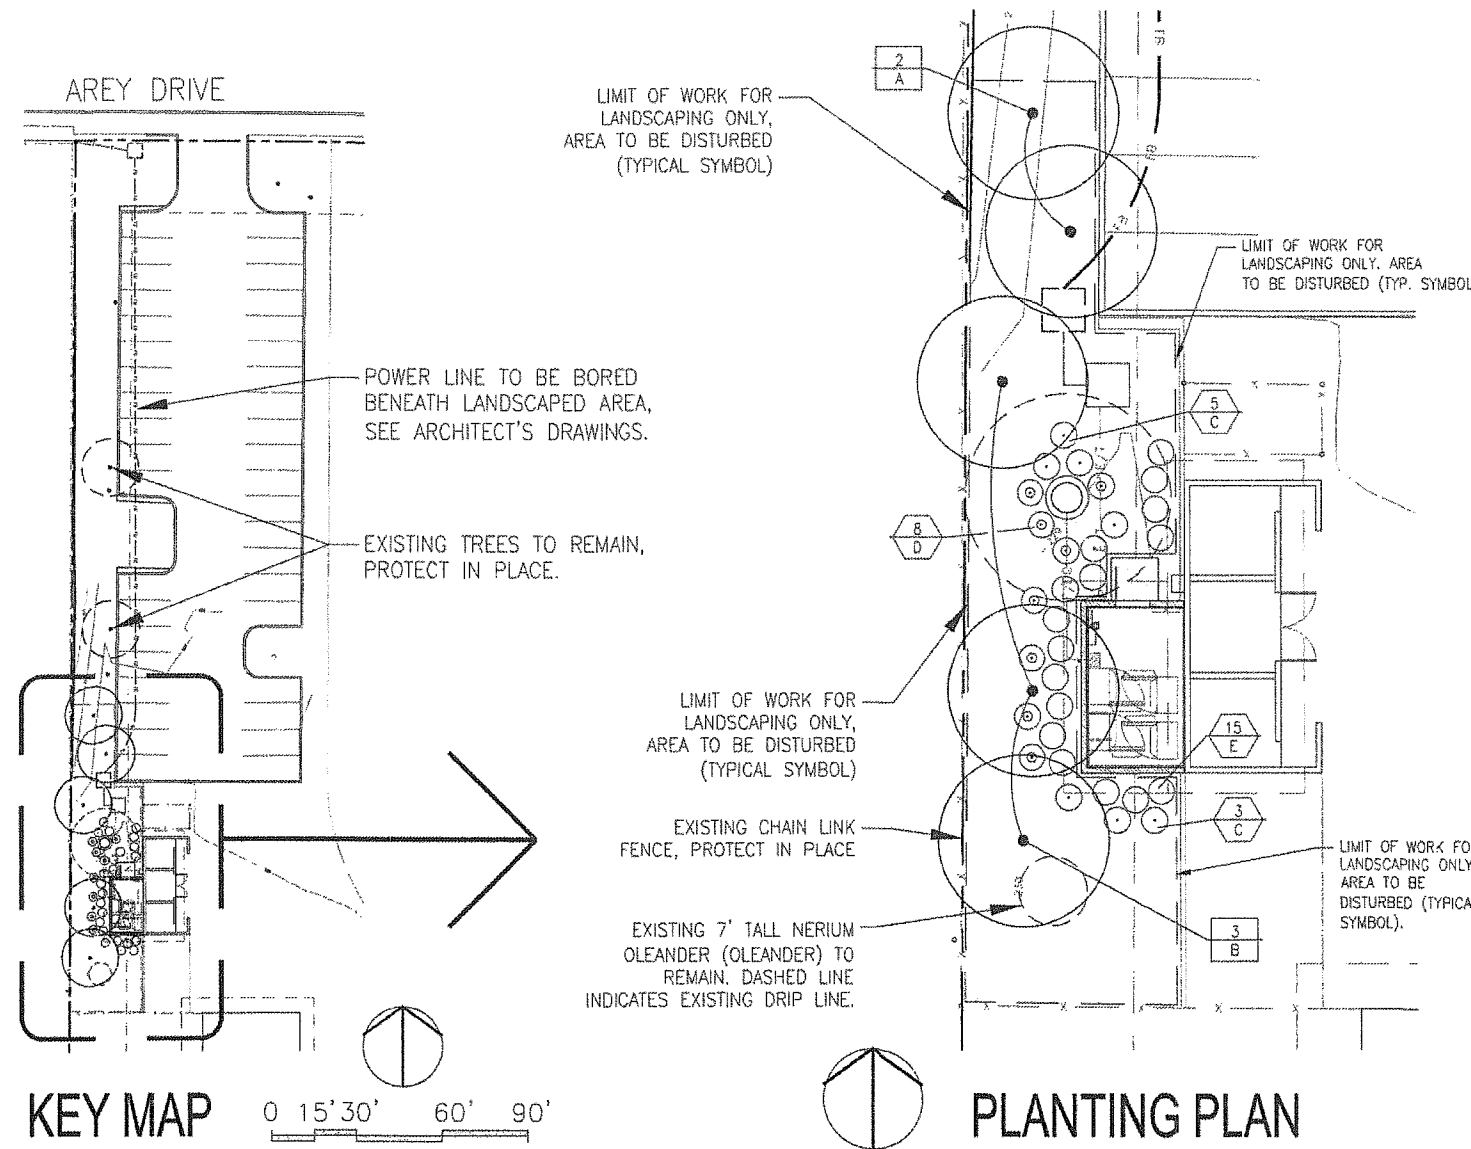 AREY DRIVE
POWER LINE TO BE BORED
BENEATH LANDSCAPED AREA,
SEE ARCHITECT'S DRAWINGS.
EXISTING TREES TO REMAIN,
PROTECT IN PLACE.
KEY MAP
0 15' 30' 60' 90'
2
A
LIMIT OF WORK FOR
LANDSCAPING ONLY,
AREA TO BE DISTURBED
(TYPICAL SYMBOL)
LIMIT OF WORK FOR
LANDSCAPING ONLY. AREA
TO BE DISTURBED (TYP. SYMBOL
5
C
8
D
LIMIT OF WORK FOR
LANDSCAPING ONLY,
AREA TO BE DISTURBED
(TYPICAL SYMBOL)
15
E
3
C
EXISTING CHAIN LINK
FENCE, PROTECT IN PLACE
LIMIT OF WORK FO
LANDSCAPING ONLY
AREA TO BE
DISTURBED (TYPICA
SYMBOL).
EXISTING 7' TALL NERIUM
OLEANDER (OLEANDER) TO
REMAIN. DASHED LINE
INDICATES EXISTING DRIP LINE.
3
B
PLANTING PLAN